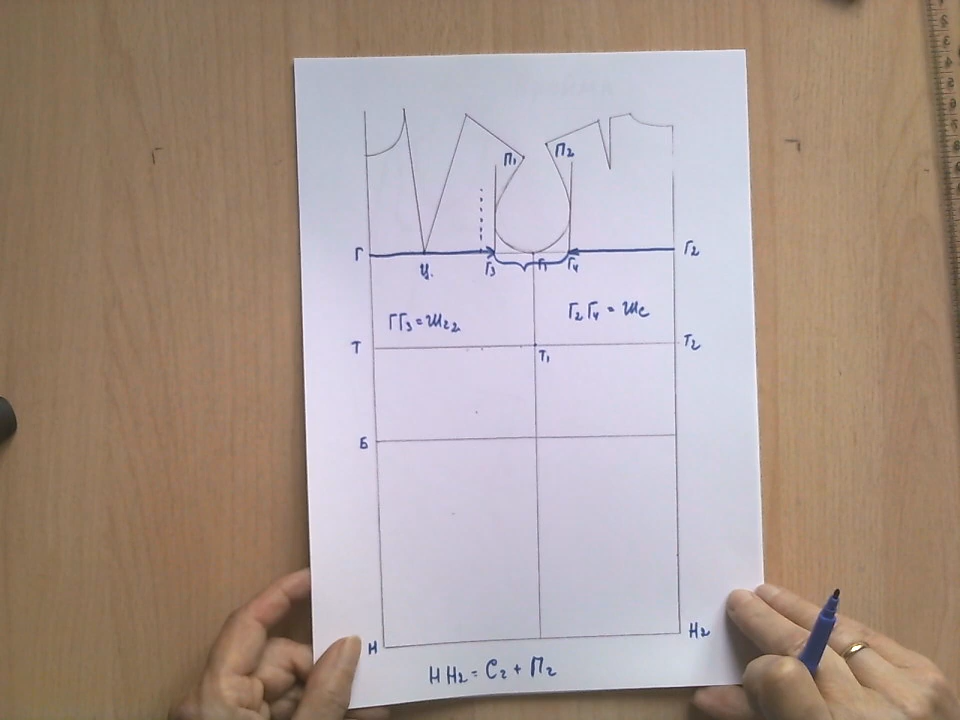 П₁ П₂
Г Ц. Г₃ Г₁ Г₄ Г₂
ГГ₃ = Шг₂ Г₂Г₄ = Шс
Т Т₁ Т₂
Б
Н Н₂
НН₂ = Сг + Пг